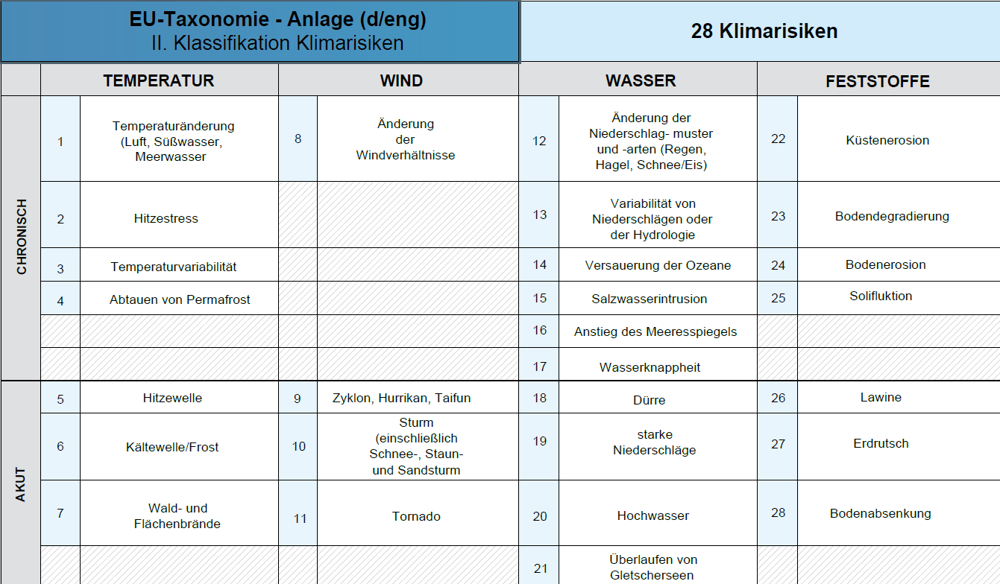 EU-Taxonomie - Anlage (d/eng)
II. Klassifikation Klimarisiken
28 Klimarisiken
TEMPERATUR
WIND
WASSER
FESTSTOFFE
CHRONISCH
1
Temperaturänderung
(Luft, Süßwasser,
Meerwasser
8
Änderung
der
Windverhältnisse
12
Änderung der
Niederschlag- muster
und -arten (Regen,
Hagel, Schnee/Eis)
22
Küstenerosion
2
Hitzestress
13
Variabilität von
Niederschlägen oder
der Hydrologie
23
Bodendegradierung
3
Temperaturvariabilität
14
Versauerung der Ozeane
24
Bodenerosion
4
Abtauen von Permafrost
15
Salzwasserintrusion
25
Solifluktion
16
Anstieg des Meeresspiegels
17
Wasserknappheit
AKUT
5
Hitzewelle
9
Zyklon, Hurrikan, Taifun
18
Dürre
26
Lawine
6
Kältewelle/Frost
10
Sturm
(einschließlich
Schnee-, Staun-
und Sandsturm
19
starke
Niederschläge
27
Erdrutsch
7
Wald- und
Flächenbrände
11
Tornado
20
Hochwasser
28
Bodenabsenkung
21
Überlaufen von
Gletscherseen